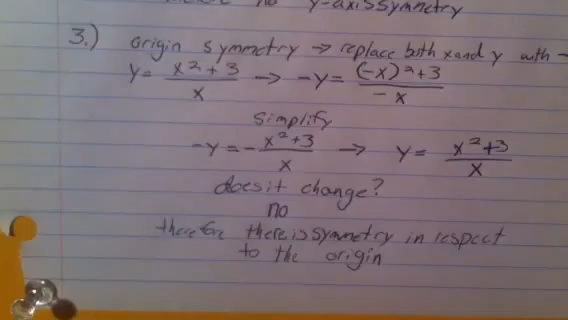 no y-axis symmetry
3.) origin symmetry → replace both x and y with -
y = x² + 3 / x → -y = (-x)² + 3 / -x
simplify
-y = - x² + 3 / x → y = x² + 3 / x
does it change?
no
therefore there is symmetry in respect
to the origin